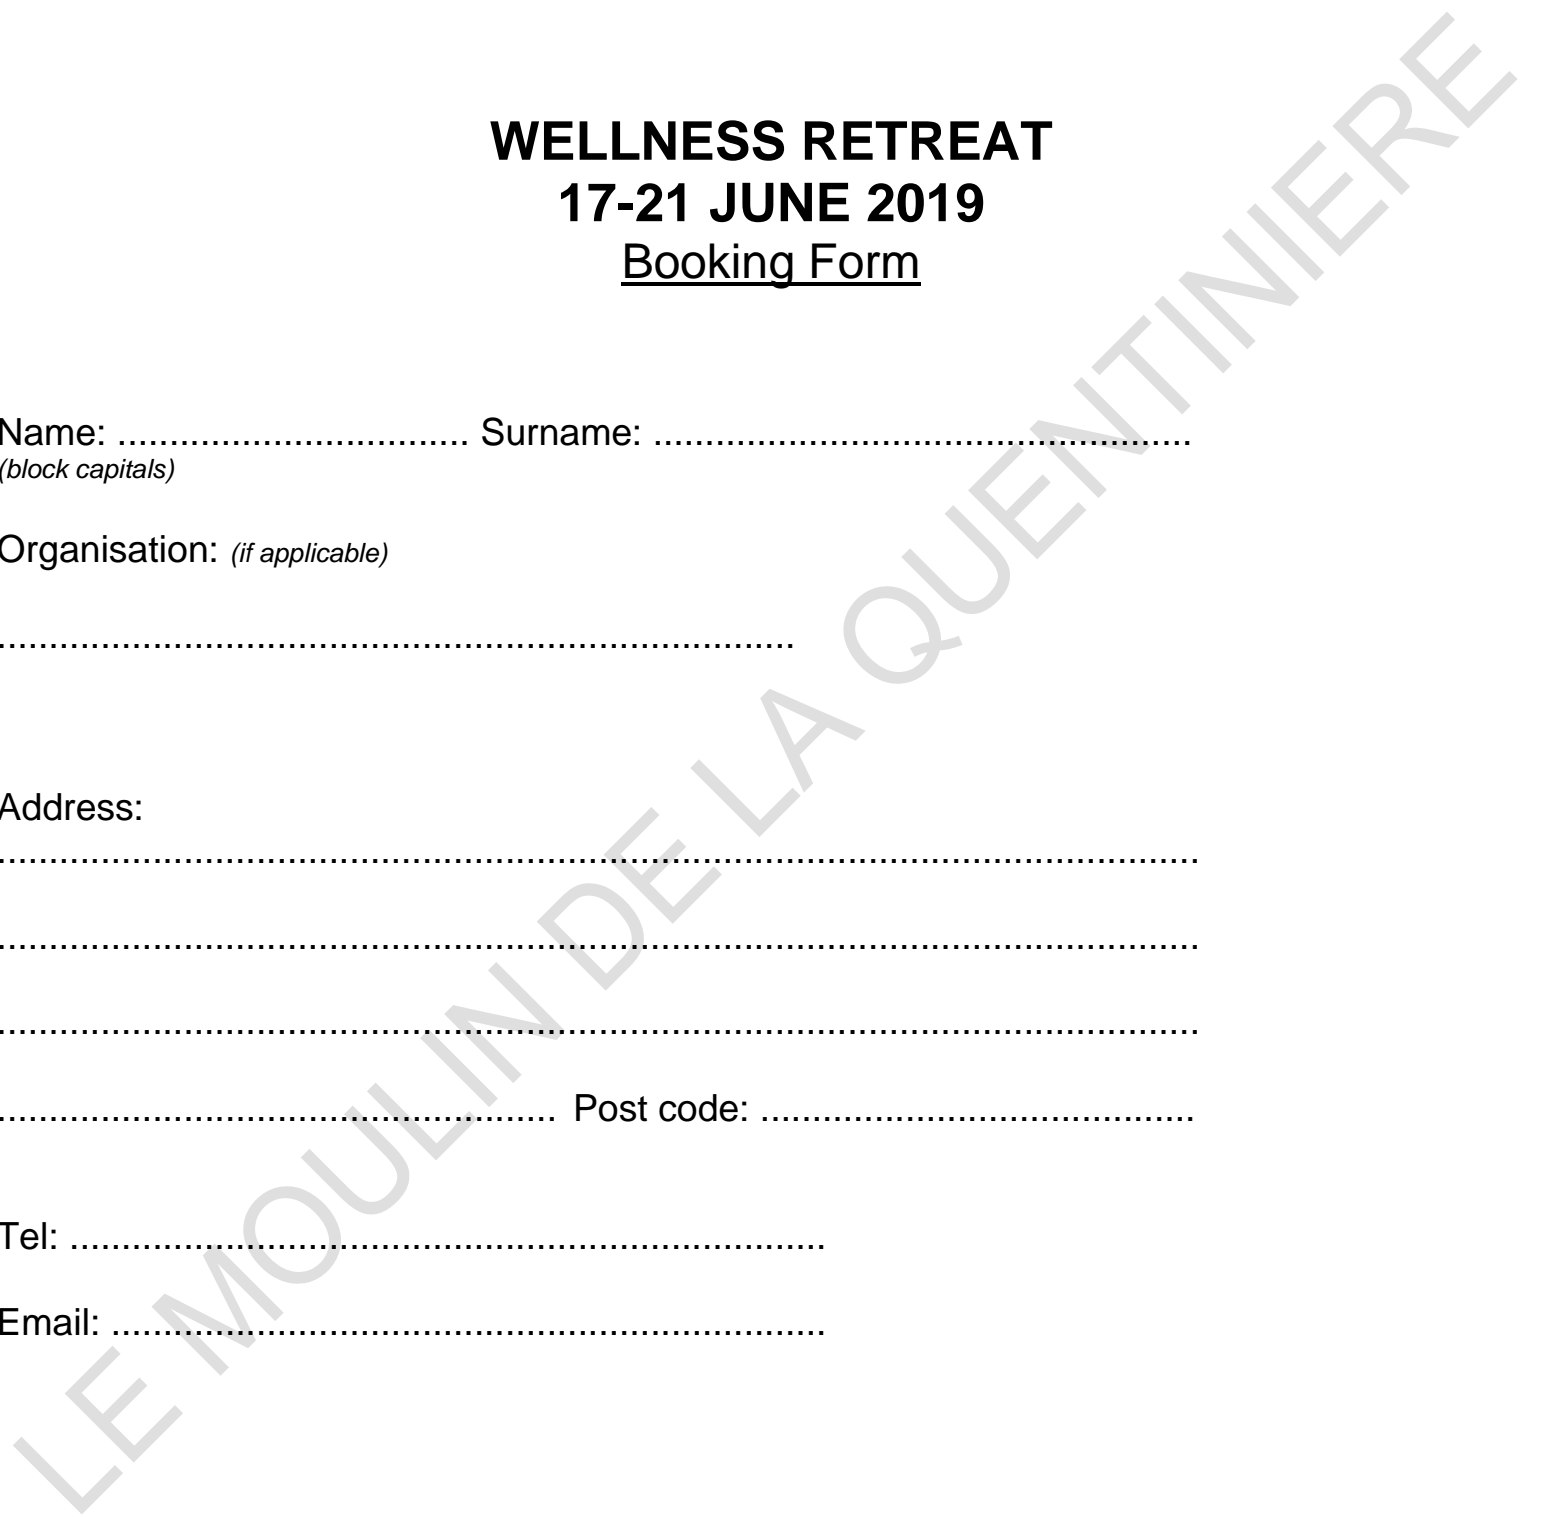 WELLNESS RETREAT
17-21 JUNE 2019
Booking Form
Name: .................................. Surname: ....................................................
(block capitals)
Organisation: (if applicable)
.............................................................................
Address:
....................................................................................................................
....................................................................................................................
....................................................................................................................
...................................................... Post code: ..........................................
Tel: .........................................................................
Email: .....................................................................
LE MOULIN DE LA QUENTINIERE